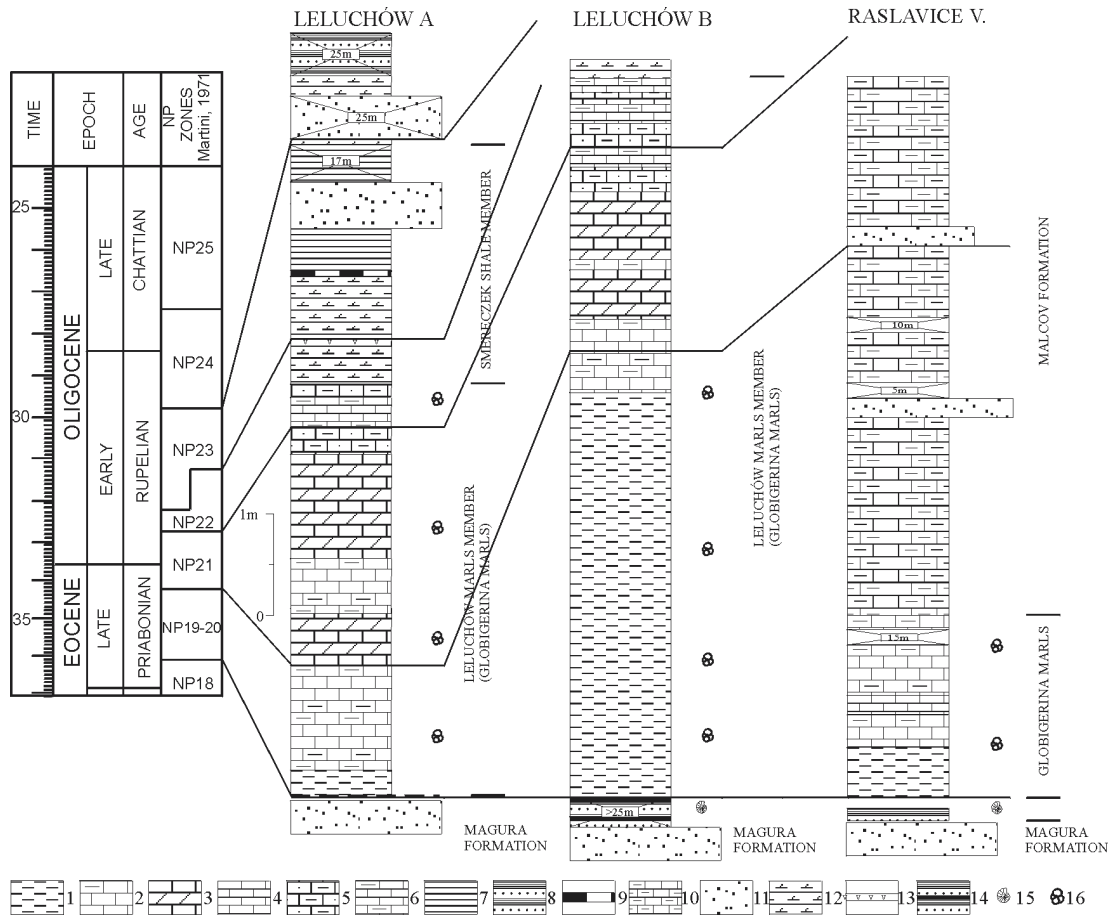 LELUCHÓW A
LELUCHÓW B
RASLAVICE V.
TIME
EPOCH
AGE
NP
ZONES
Martini, 1971
25
30
35
OLIGOCENE
EOCENE
LATE
EARLY
LATE
CHATTIAN
RUPELIAN
PRIABONIAN
NP25
NP24
NP23
NP22
NP21
NP19-20
NP18
25m
25m
17m
1m
0
SMERECZEK SHALE MEMBER
LELUCHÓW MARLS MEMBER
(GLOBIGERINA MARLS)
MAGURA
FORMATION
>25m
LELUCHÓW MARLS MEMBER
(GLOBIGERINA MARLS)
MAGURA
FORMATION
10m
5m
15m
MALCOV FORMATION
GLOBIGERINA MARLS
MAGURA
FORMATION
1 2 3 4 5 6 7 8 9 10 11 12 13 14 15 16